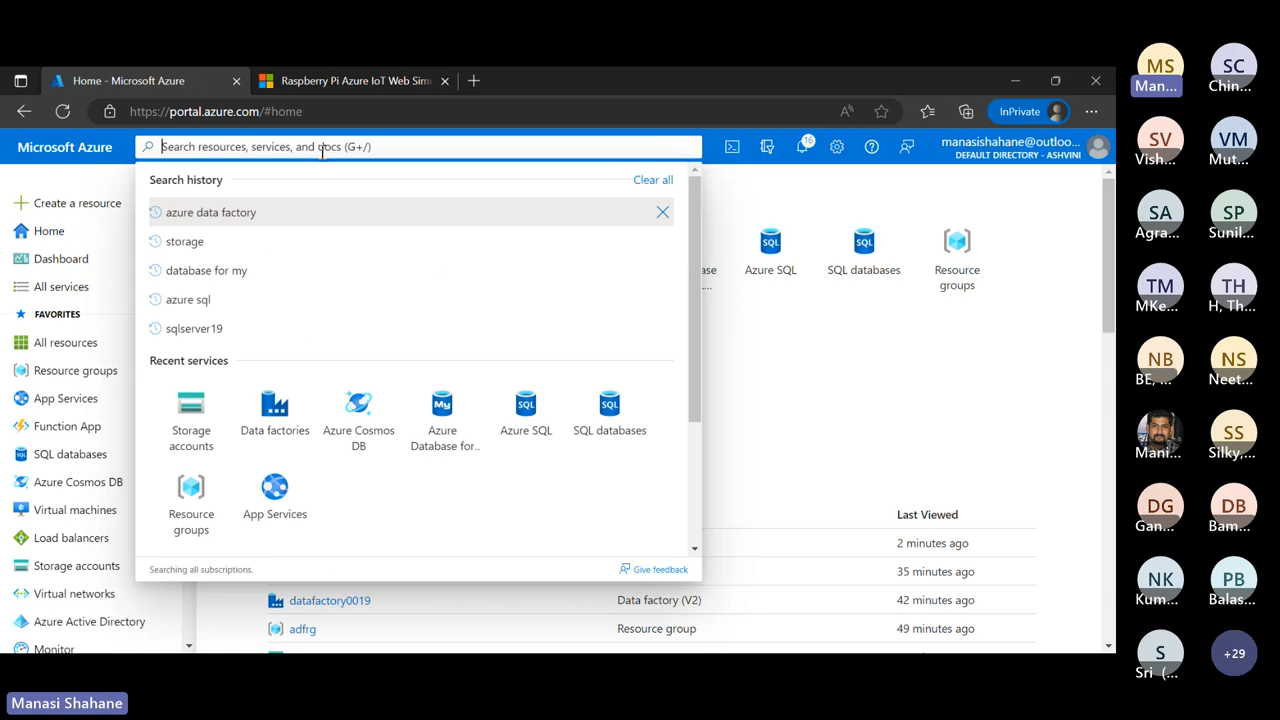 Home - Microsoft Azure
Raspberry Pi Azure IoT Web Sim
https://portal.azure.com/#home
InPrivate
Microsoft Azure
Search resources, services, and docs (G+/)
16
manasishahane@outloo...
DEFAULT DIRECTORY - ASHVINI
Create a resource
Home
Dashboard
All services
FAVORITES
All resources
Resource groups
App Services
Function App
SQL databases
Azure Cosmos DB
Virtual machines
Load balancers
Storage accounts
Virtual networks
Azure Active Directory
Monitor
Search history
Clear all
azure data factory
storage
database for my
azure sql
sqlserver19
Recent services
Storage accounts
Data factories
Azure Cosmos DB
Azure Database for..
Azure SQL
SQL databases
Resource groups
App Services
Searching all subscriptions.
Give feedback
ase
...
Azure SQL
SQL databases
Resource groups
Last Viewed
2 minutes ago
35 minutes ago
datafactory0019
Data factory (V2)
42 minutes ago
adfrg
Resource group
49 minutes ago
MS
Man...
SC
Chin...
SV
Vish...
VM
Mut...
SA
Agra...
SP
Sunil...
TM
MKe...
TH
H, Th...
NB
BE, ...
NS
Neet...
Mani...
SS
Silky,...
DG
Gan...
DB
Bam...
NK
Kum...
PB
Balas...
S
Sri (...
+29
Manasi Shahane